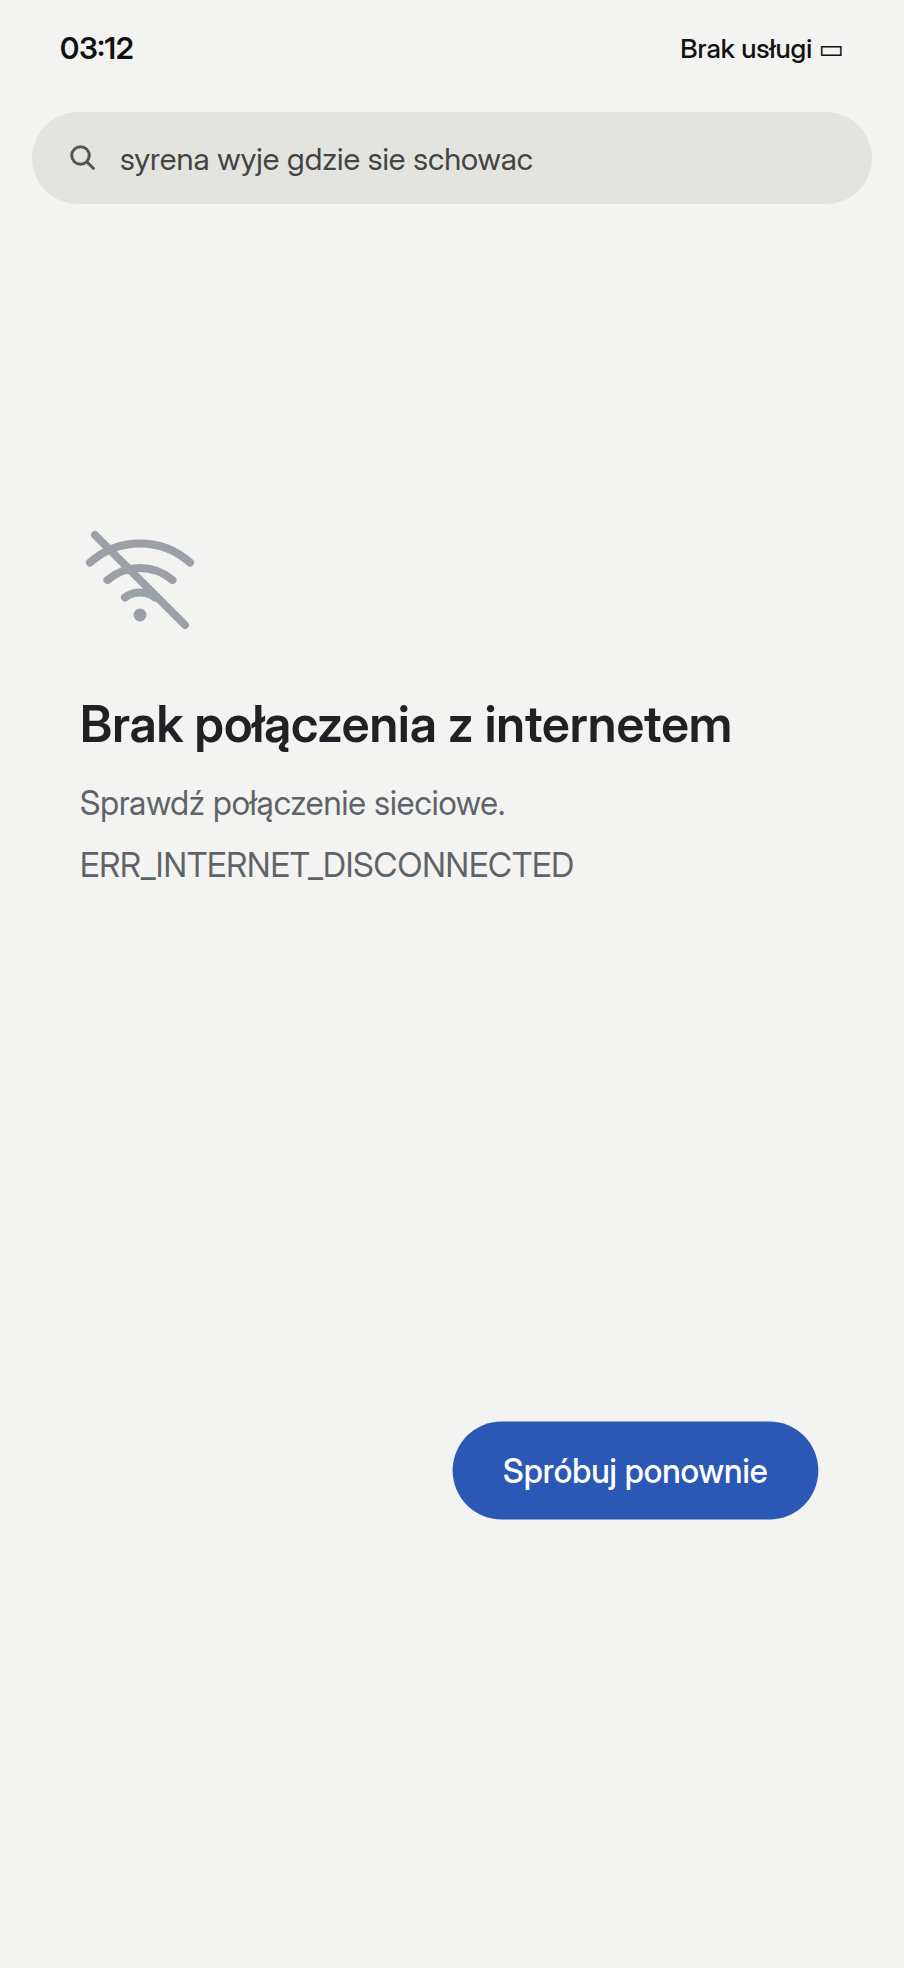 03:12
Brak usługi
syrena wyje gdzie sie schowac
Brak połączenia z internetem
Sprawdź połączenie sieciowe.
ERR_INTERNET_DISCONNECTED
Spróbuj ponownie